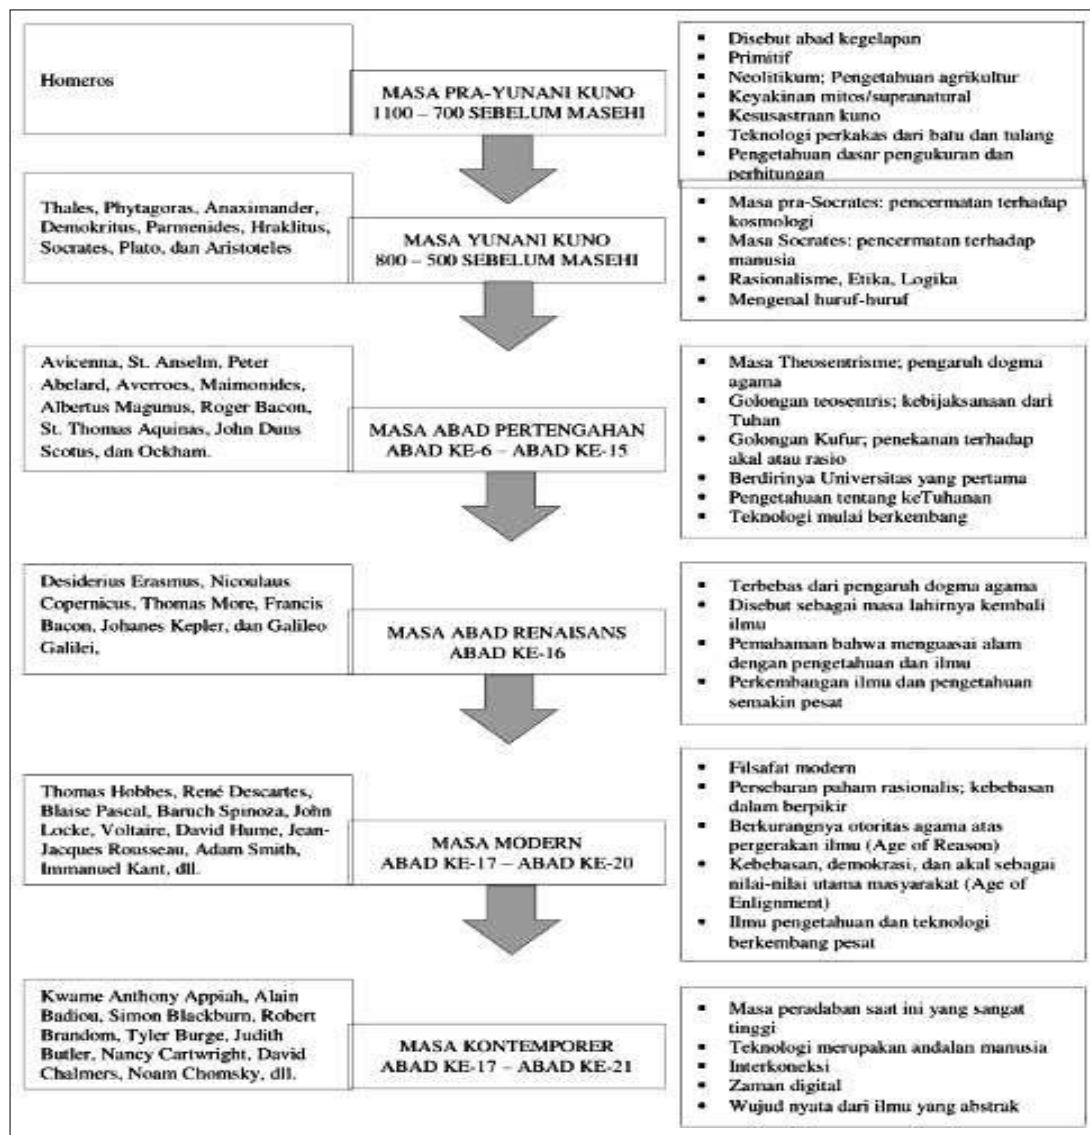 Homeros
MASA PRA-YUNANI KUNO
1100 – 700 SEBELUM MASEHI
▪ Disebut abad kegelapan
▪ Primitif
▪ Neolitikum; Pengetahuan agrikultur
▪ Keyakinan mitos/supranatural
▪ Kesusastraan kuno
▪ Teknologi perkakas dari batu dan tulang
▪ Pengetahuan dasar pengukuran dan
perhitungan
Thales, Phytagoras, Anaximander,
Demokritus, Parmenides, Hraklitus,
Socrates, Plato, dan Aristoteles
MASA YUNANI KUNO
800 – 500 SEBELUM MASEHI
▪ Masa pra-Socrates: pencermatan terhadap
kosmologi
▪ Masa Socrates: pencermatan terhadap
manusia
▪ Rasionalisme, Etika, Logika
▪ Mengenal huruf-huruf
Avicenna, St. Anselm, Peter
Abelard, Averroes, Maimonides,
Albertus Magunus, Roger Bacon,
St. Thomas Aquinas, John Duns
Scotus, dan Ockham.
MASA ABAD PERTENGAHAN
ABAD KE-6 – ABAD KE-15
▪ Masa Theosentrisme; pengaruh dogma
agama
▪ Golongan teosentris; kebijaksanaan dari
Tuhan
▪ Golongan Kufur; penekanan terhadap
akal atau rasio
▪ Berdirinya Universitas yang pertama
▪ Pengetahuan tentang keTuhanan
▪ Teknologi mulai berkembang
Desiderius Erasmus, Nicoulaus
Copernicus, Thomas More, Francis
Bacon, Johanes Kepler, dan Galileo
Galilei,
MASA ABAD RENAISANS
ABAD KE-16
▪ Terbebas dari pengaruh dogma agama
▪ Disebut sebagai masa lahirnya kembali
ilmu
▪ Pemahaman bahwa menguasai alam
dengan pengetahuan dan ilmu
▪ Perkembangan ilmu dan pengetahuan
semakin pesat
Thomas Hobbes, René Descartes,
Blaise Pascal, Baruch Spinoza, John
Locke, Voltaire, David Hume, Jean-
Jacques Rousseau, Adam Smith,
Immanuel Kant, dll.
MASA MODERN
ABAD KE-17 – ABAD KE-20
▪ Filsafat modern
▪ Persebaran paham rasionalis; kebebasan
dalam berpikir
▪ Berkurangnya otoritas agama atas
pergerakan ilmu (Age of Reason)
▪ Kebebasan, demokrasi, dan akal sebagai
nilai-nilai utama masyarakat (Age of
Enlignment)
▪ Ilmu pengetahuan dan teknologi
berkembang pesat
Kwame Anthony Appiah, Alain
Badiou, Simon Blackburn, Robert
Brandom, Tyler Burge, Judith
Butler, Nancy Cartwright, David
Chalmers, Noam Chomsky, dll.
MASA KONTEMPORER
ABAD KE-17 – ABAD KE-21
▪ Masa peradaban saat ini yang sangat
tinggi
▪ Teknologi merupakan andalan manusia
▪ Interkoneksi
▪ Zaman digital
▪ Wujud nyata dari ilmu yang abstrak